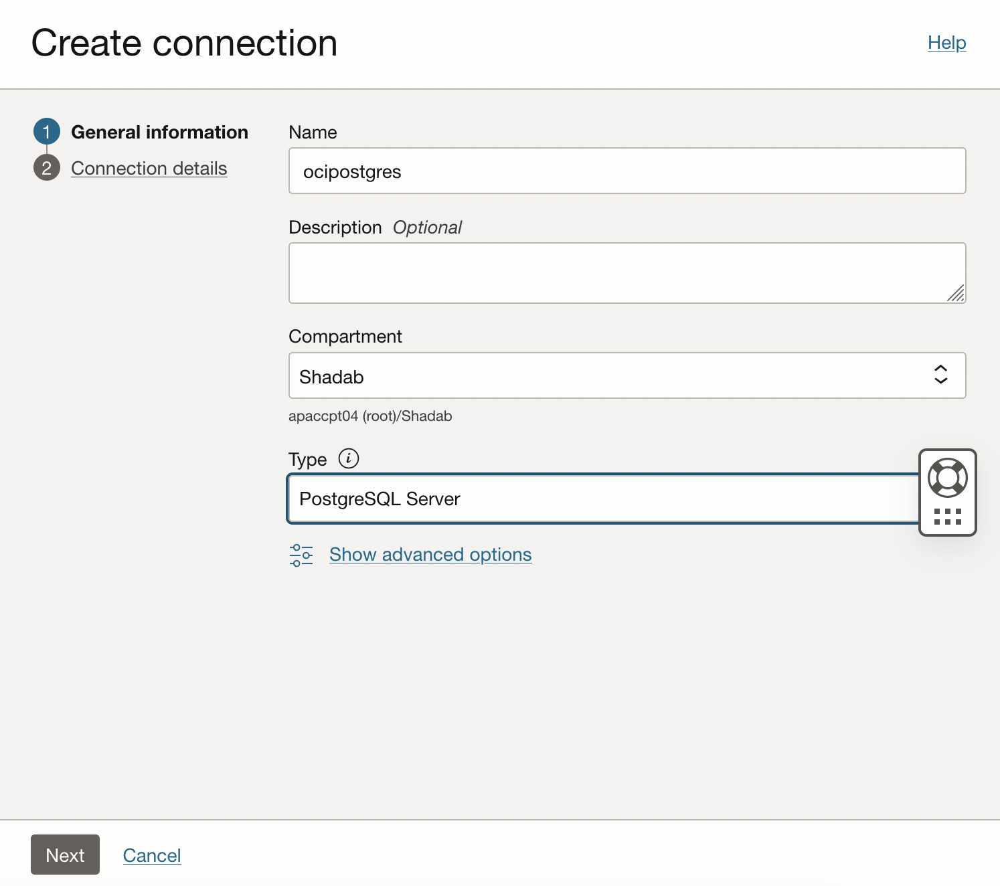 Create connection
Help
1 General information
2 Connection details
Name
ocipostgres
Description Optional
Compartment
Shadab
apaccpt04 (root)/Shadab
Type i
PostgreSQL Server
Show advanced options
Next Cancel